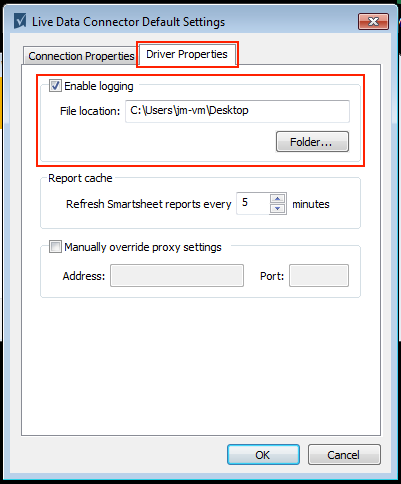 Live Data Connector Default Settings
Connection Properties Driver Properties
Enable logging
File location: C:\Users\jm-vm\Desktop
Folder...
Report cache
Refresh Smartsheet reports every 5 minutes
Manually override proxy settings
Address: Port:
OK Cancel